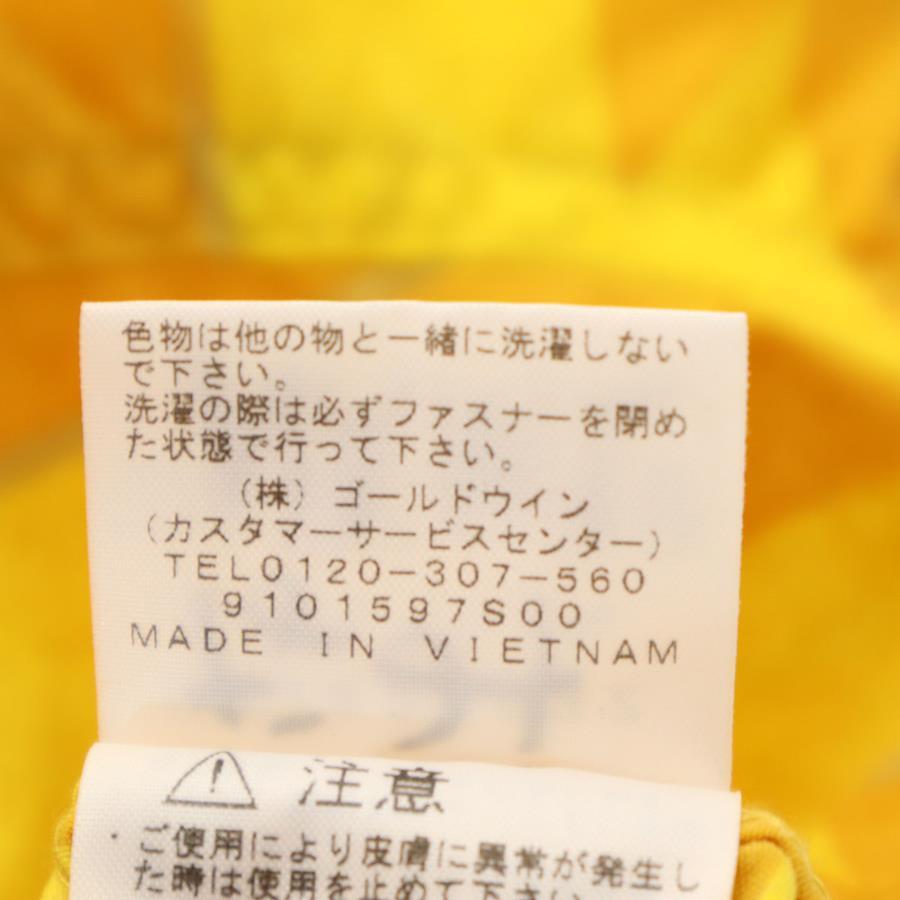 色物は他の物と一緒に洗濯しない
で下さい。
洗濯の際は必ずファスナーを閉め
た状態で行って下さい。
（株）ゴールドウイン
（カスタマーサービスセンター）
TEL0120-307-560
9101597S00
MADE IN VIETNAM
注意
・ご使用により皮膚に異常が発生し
た時は使用を止めて下さい